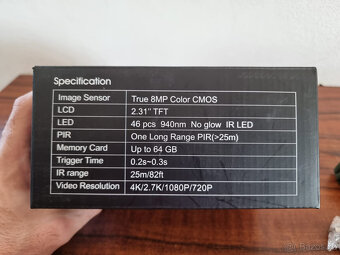 Specification
Image Sensor True 8MP Color CMOS
LCD 2.31" TFT
LED 46 pcs 940nm No glow IR LED
PIR One Long Range PIR(>25m)
Memory Card Up to 64 GB
Trigger Time 0.2s~0.3s
IR range 25m/82ft
Video Resolution 4K/2.7K/1080P/720P